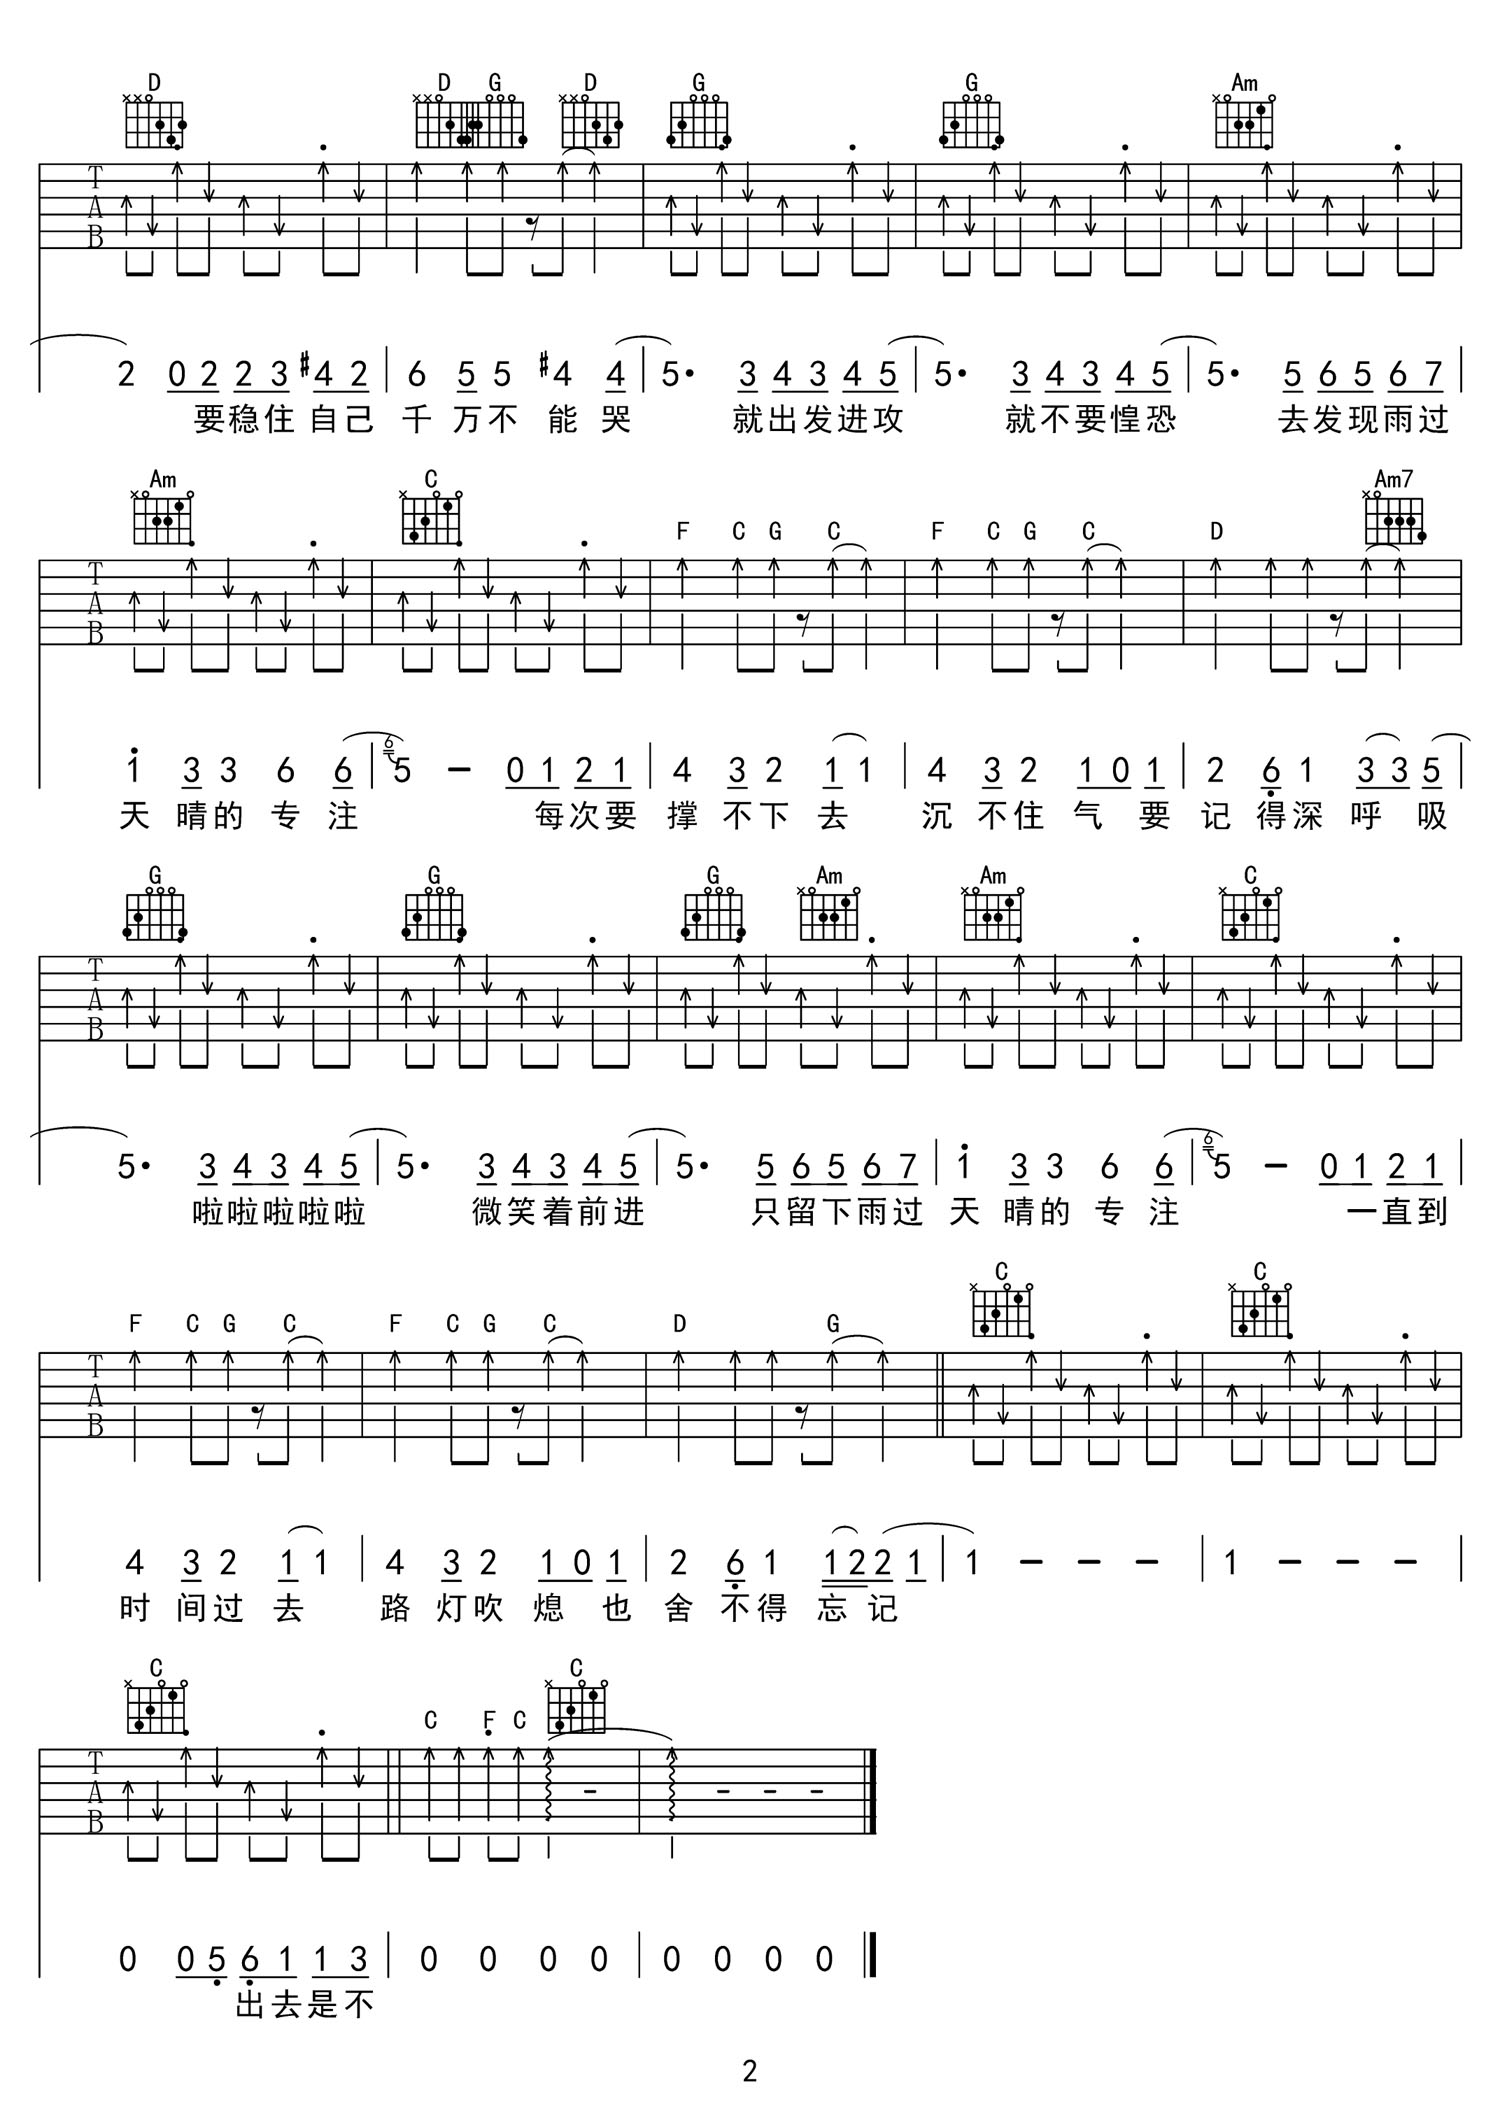 D D G D G G Am
T A B
2 0 2 2 3 #4 2 | 6 5 5 #4 4 | 5· 3 4 3 4 5 | 5· 3 4 3 4 5 | 5· 5 6 5 6 7 |
要稳住自己 千万不能哭 就出发进攻 就不要惶恐 去发现雨过
Am C F C G C F C G C D Am7
T A B
1 3 3 6 6 | 6 5 - 0 1 2 1 | 4 3 2 1 1 | 4 3 2 1 0 1 | 2 6 1 3 3 5 |
天晴的专注 每次要 撑不下去 沉不住气要 记得深呼吸
G G G Am Am C
T A B
5· 3 4 3 4 5 | 5· 3 4 3 4 5 | 5· 5 6 5 6 7 | 1 3 3 6 6 | 6 5 - 0 1 2 1 |
啦啦啦啦啦 微笑着前进 只留下雨过 天晴的专注 一直到
F C G C F C G C D G C C
T A B
4 3 2 1 1 | 4 3 2 1 0 1 | 2 6 1 1 2 2 1 | 1 - - - | 1 - - - |
时间过去 路灯吹熄也 舍不得忘记
C C F C C
T A B
0 0 5 6 1 1 3 | 0 0 0 0 | 0 0 0 0
出去是不
2